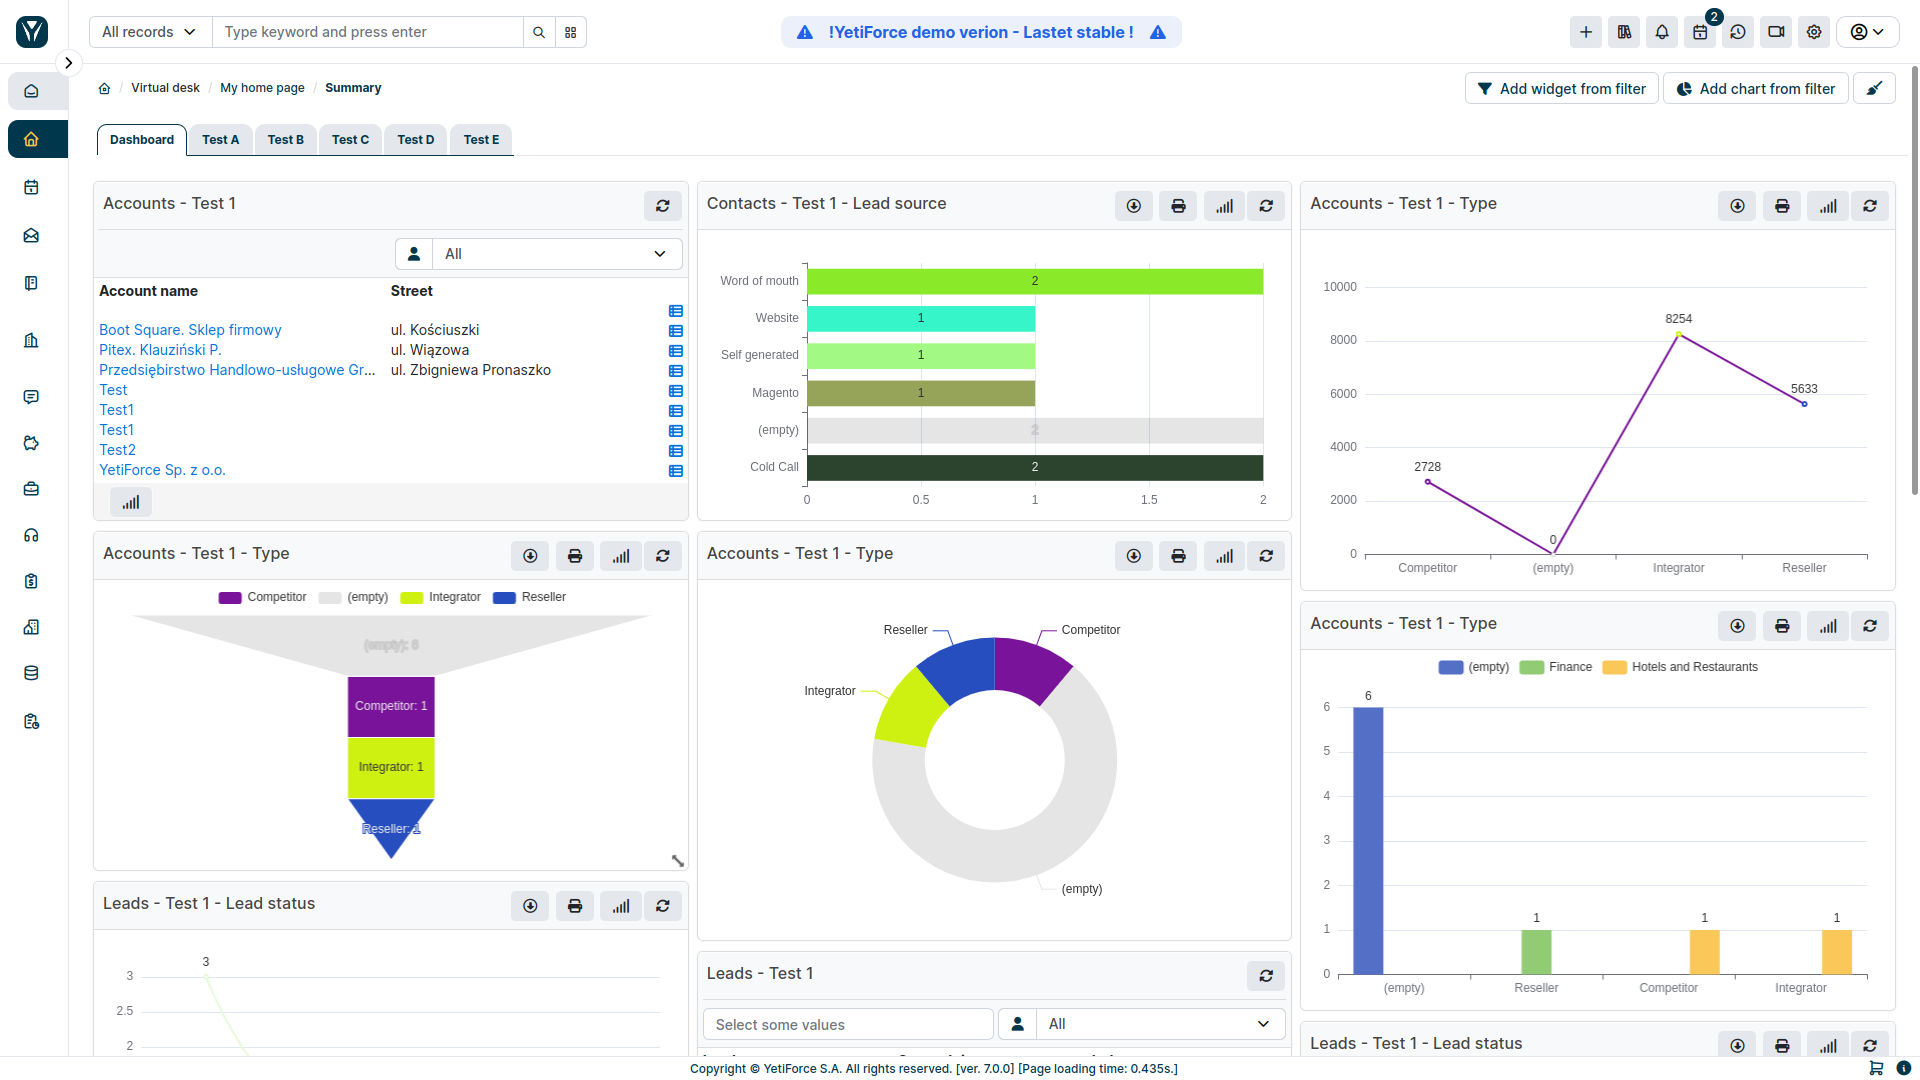 All records
Type keyword and press enter
!YetiForce demo verion - Lastet stable !
2
Virtual desk / My home page / Summary
Add widget from filter
Add chart from filter
Dashboard
Test A
Test B
Test C
Test D
Test E
Accounts - Test 1
All
Account name Street
Boot Square. Sklep firmowy ul. Kościuszki
Pitex. Klauziński P. ul. Wiązowa
Przedsiębirstwo Handlowo-usługowe Gr... ul. Zbigniewa Pronaszko
Test
Test1
Test1
Test2
YetiForce Sp. z o.o.
Contacts - Test 1 - Lead source
Word of mouth 2
Website 1
Self generated 1
Magento 1
(empty) 2
Cold Call 2
0 0.5 1 1.5 2
Accounts - Test 1 - Type
10000
8000
6000
4000
2000
0
2728
0
8254
5633
Competitor (empty) Integrator Reseller
Accounts - Test 1 - Type
Competitor (empty) Integrator Reseller
(empty): 6
Competitor: 1
Integrator: 1
Reseller: 1
Accounts - Test 1 - Type
Reseller
Competitor
Integrator
(empty)
Accounts - Test 1 - Type
(empty) Finance Hotels and Restaurants
6
5
4
3
2
1
0
6
1
1
1
(empty) Reseller Competitor Integrator
Leads - Test 1 - Lead status
3
3
2.5
2
Leads - Test 1
Select some values
All
Leads - Test 1 - Lead status
Copyright © YetiForce S.A. All rights reserved. [ver. 7.0.0] [Page loading time: 0.435s.]